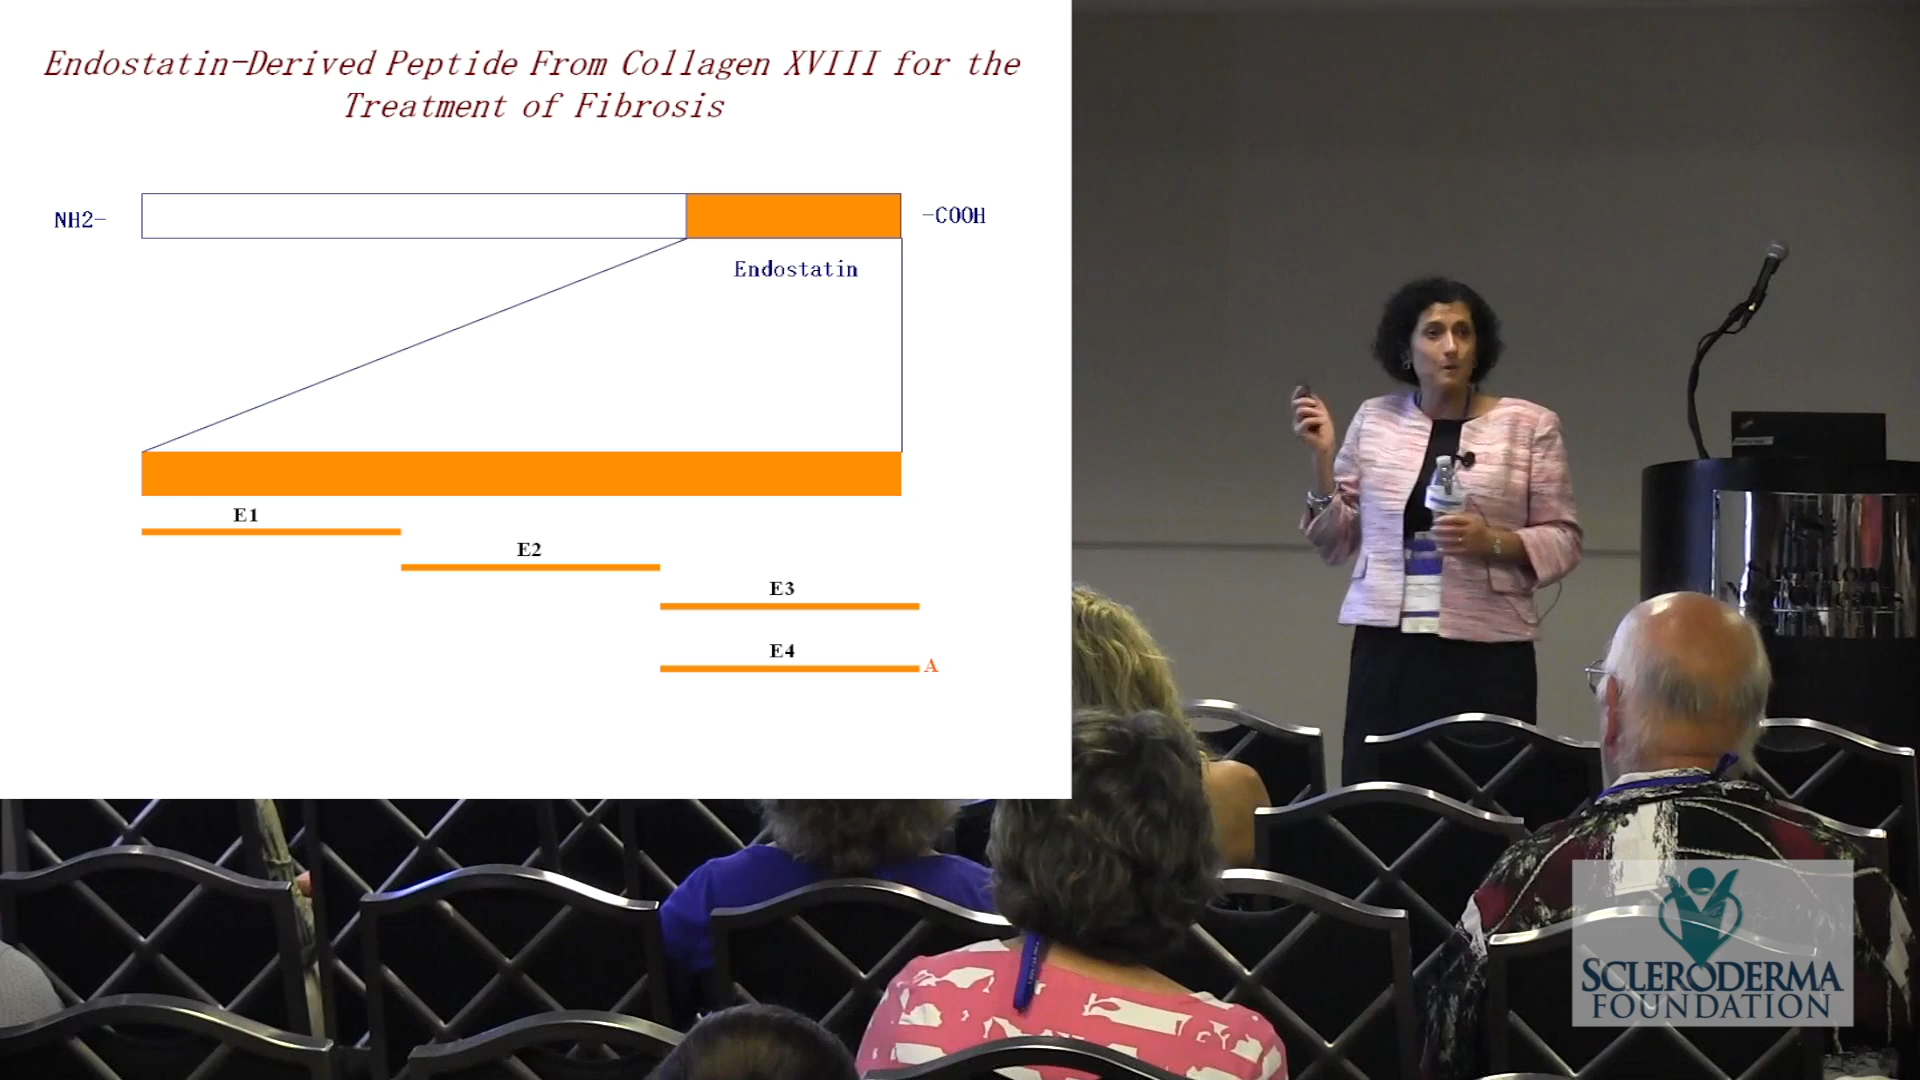 Endostatin-Derived Peptide From Collagen XVIII for the
Treatment of Fibrosis
NH2-
-COOH
Endostatin
E1
E2
E3
E4
A
SCLERODERMA
FOUNDATION